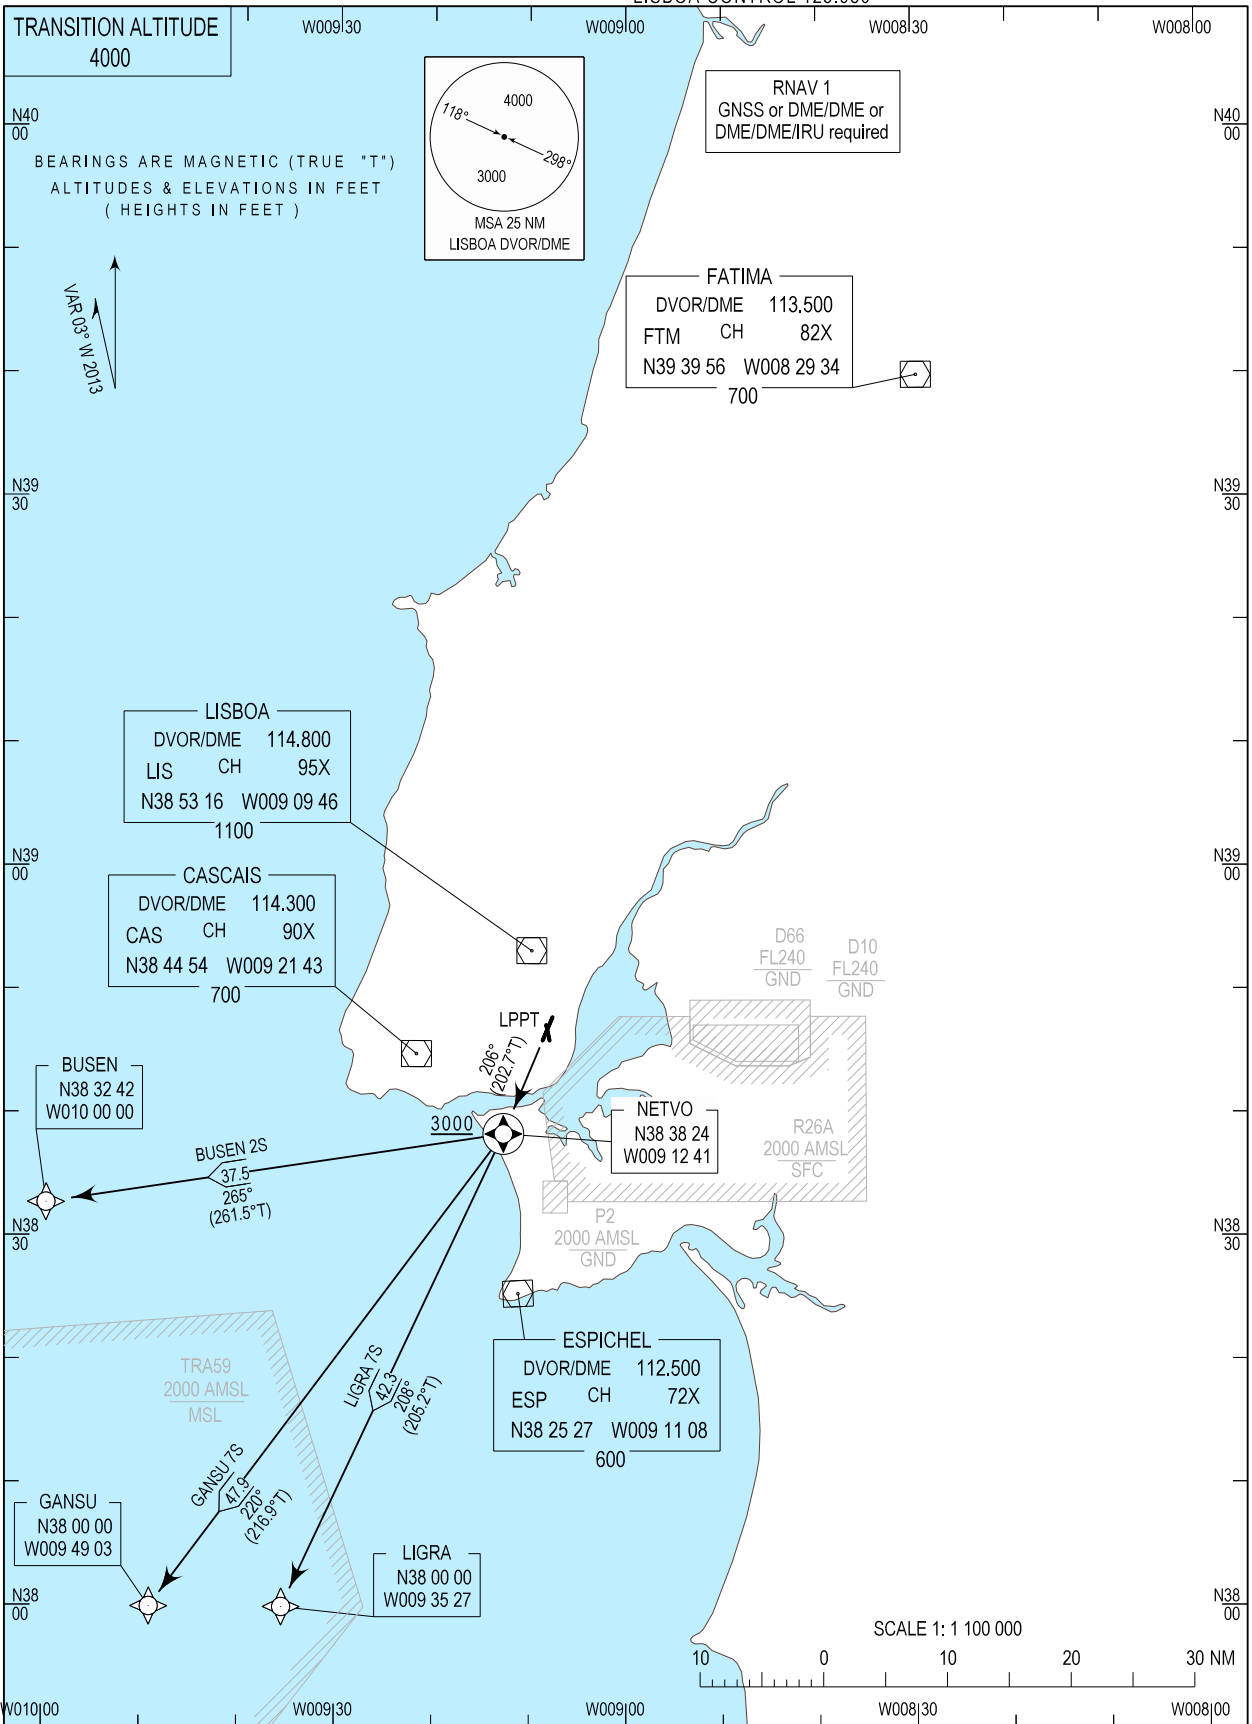 TRANSITION ALTITUDE
4000
W009 30
W009 00
W008 30
W008 00
118°
4000
298°
3000
MSA 25 NM
LISBOA DVOR/DME
RNAV 1
GNSS or DME/DME or
DME/DME/IRU required
N40
00
N40
00
BEARINGS ARE MAGNETIC (TRUE "T")
ALTITUDES & ELEVATIONS IN FEET
( HEIGHTS IN FEET )
VAR 03° W 2013
FATIMA
DVOR/DME 113.500
FTM CH 82X
N39 39 56 W008 29 34
700
N39
30
N39
30
LISBOA
DVOR/DME 114.800
LIS CH 95X
N38 53 16 W009 09 46
1100
N39
00
N39
00
CASCAIS
DVOR/DME 114.300
CAS CH 90X
N38 44 54 W009 21 43
700
D66
FL240
GND
D10
FL240
GND
LPPT
206°
(202.7°T)
BUSEN
N38 32 42
W010 00 00
3000
NETVO
N38 38 24
W009 12 41
R26A
2000 AMSL
SFC
BUSEN 2S
37.5
265°
(261.5°T)
P2
2000 AMSL
GND
N38
30
N38
30
ESPICHEL
DVOR/DME 112.500
ESP CH 72X
N38 25 27 W009 11 08
600
TRA59
2000 AMSL
MSL
LIGRA 7S
42.3
208°
(205.2°T)
GANSU 7S
47.9
220°
(216.9°T)
GANSU
N38 00 00
W009 49 03
LIGRA
N38 00 00
W009 35 27
N38
00
N38
00
SCALE 1: 1 100 000
10 0 10 20 30 NM
W010 00
W009 30
W009 00
W008 30
W008 00